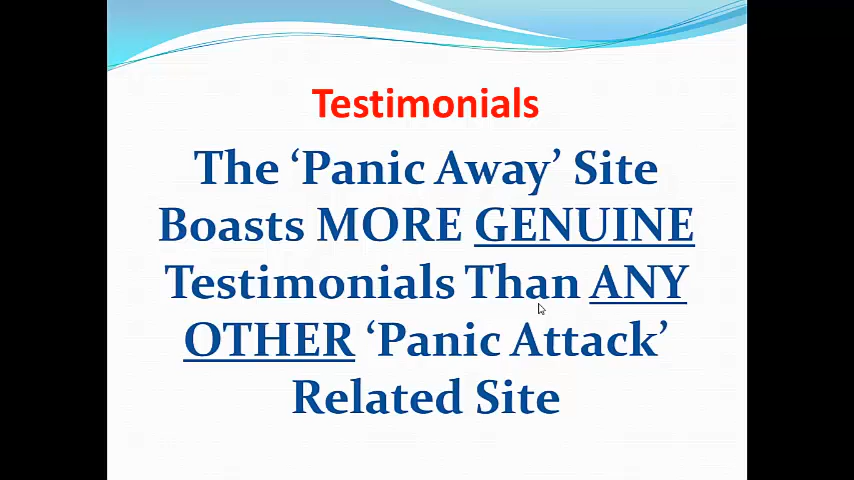 Testimonials
The ‘Panic Away’ Site
Boasts MORE GENUINE
Testimonials Than ANY
OTHER ‘Panic Attack’
Related Site